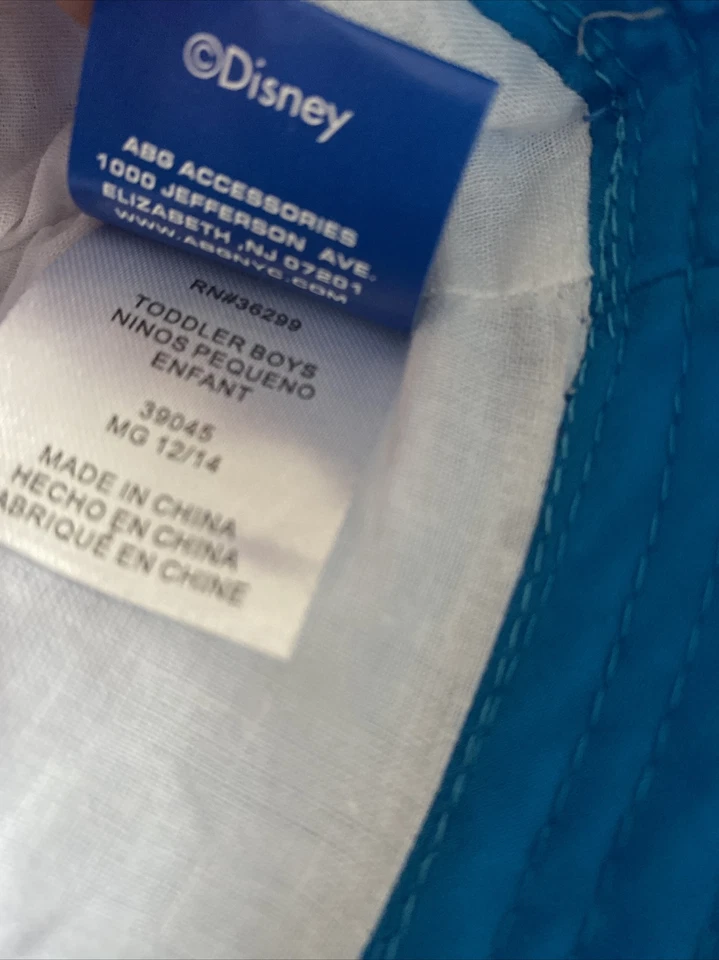 ©Disney
ABG ACCESSORIES
1000 JEFFERSON AVE.
ELIZABETH ,NJ 07201
WWW.ABGNYC.COM
RN#36299
TODDLER BOYS
NINOS PEQUENO
ENFANT
39045
MG 12/14
MADE IN CHINA
HECHO EN CHINA
FABRIQUÉ EN CHINE